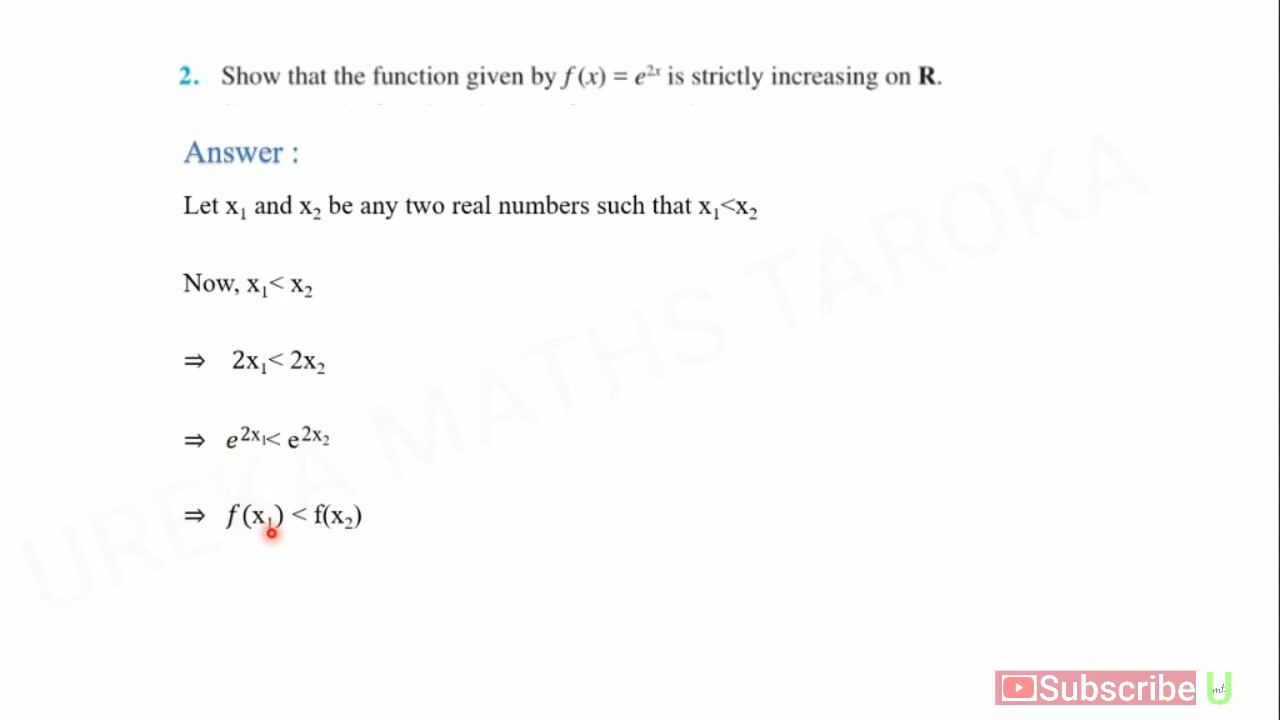 2. Show that the function given by f(x) = e²ˣ is strictly increasing on R.
Answer :
Let x₁ and x₂ be any two real numbers such that x₁<x₂
Now, x₁< x₂
⇒ 2x₁< 2x₂
⇒ e^2x₁< e^2x₂
⇒ f(x₁) < f(x₂)
UREKA MATHS TAROKA
Subscribe U mt